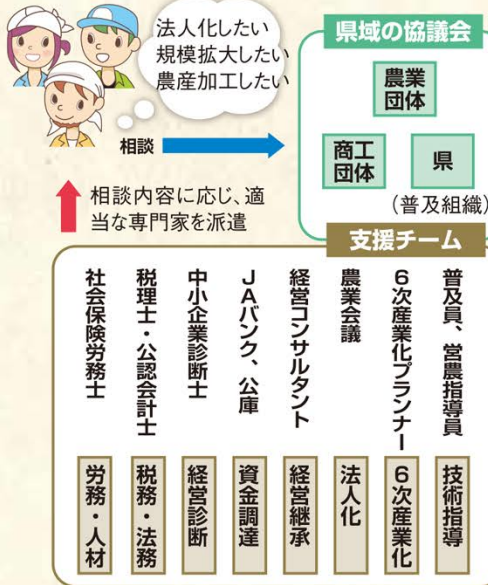 法人化したい
規模拡大したい
農産加工したい
相談
県域の協議会
農業
団体
商工
団体
県
(普及組織)
相談内容に応じ、適
当な専門家を派遣
支援チーム
普及員、営農指導員
技術指導
6次産業化プランナー
6次産業化
農業会議
法人化
経営コンサルタント
経営継承
JAバンク、公庫
資金調達
中小企業診断士
経営診断
税理士・公認会計士
税務・法務
社会保険労務士
労務・人材